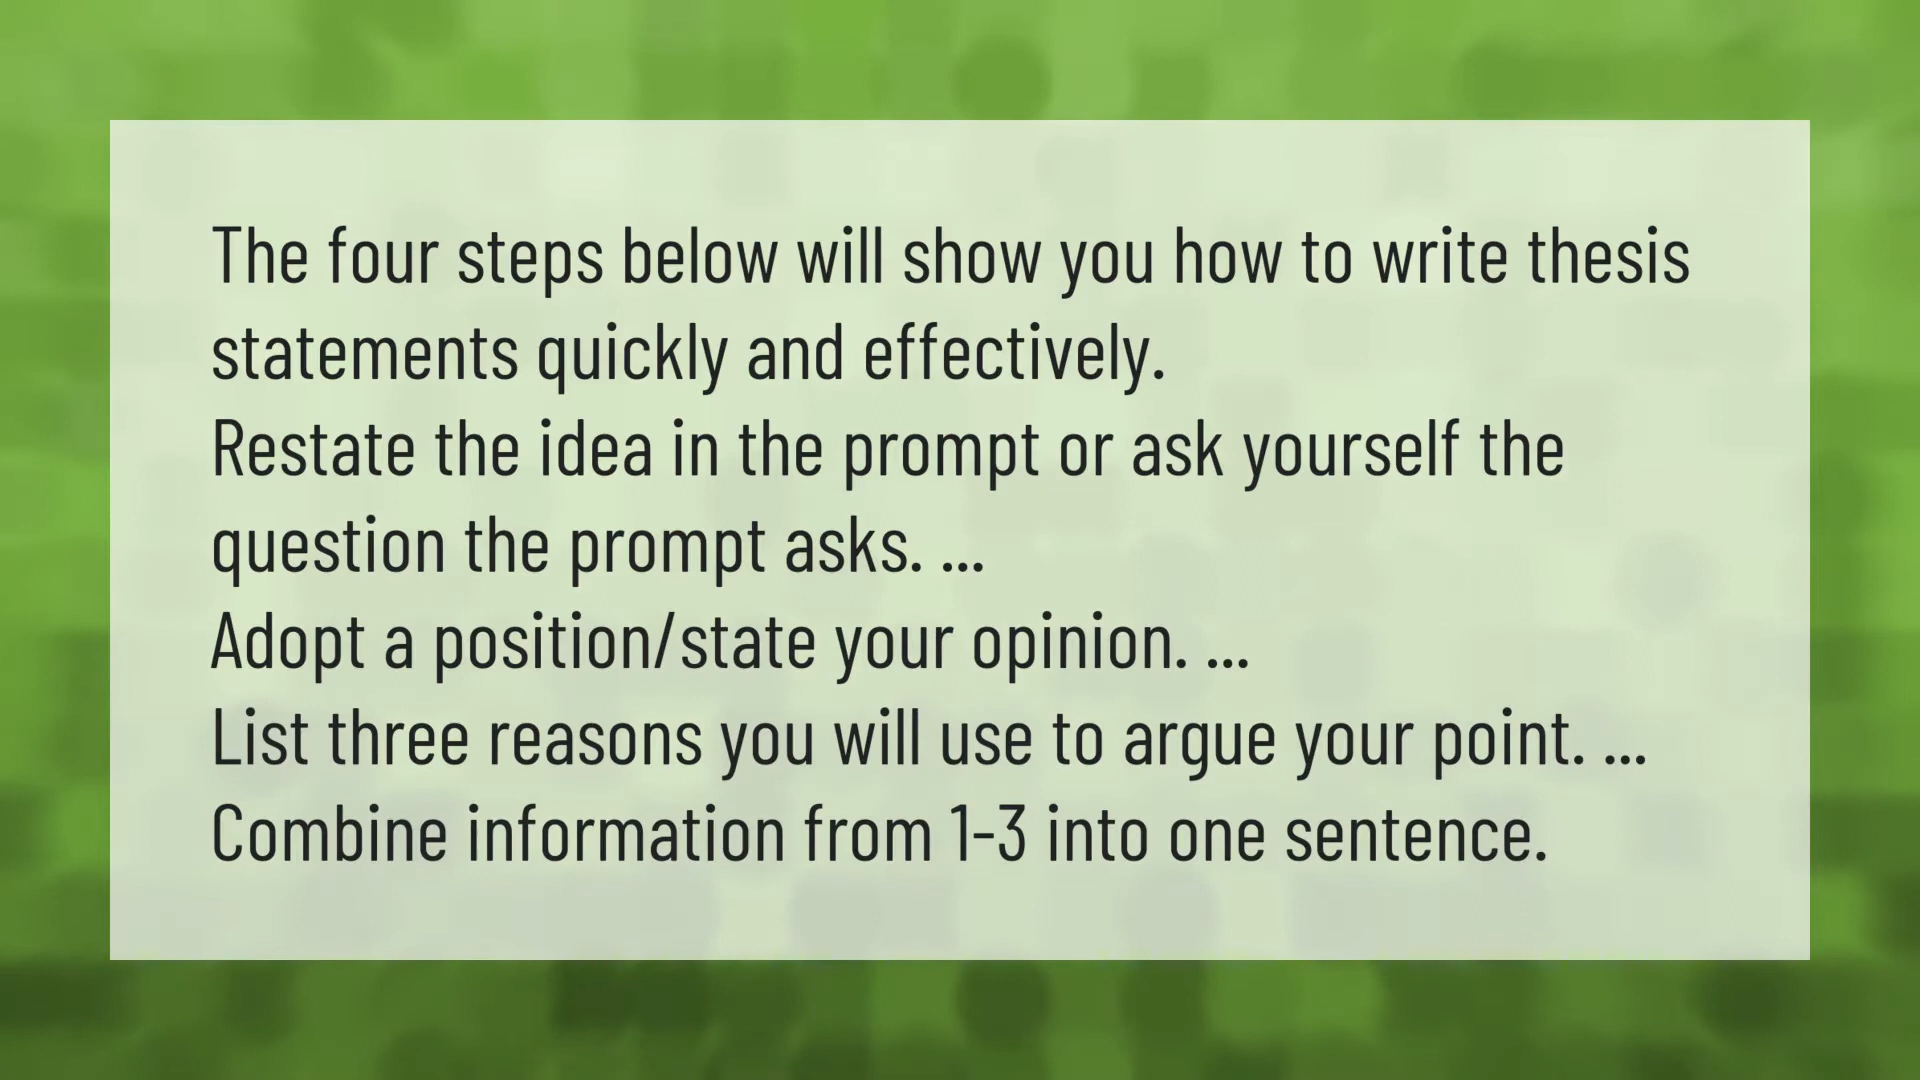 The four steps below will show you how to write thesis
statements quickly and effectively.
Restate the idea in the prompt or ask yourself the
question the prompt asks. ...
Adopt a position/state your opinion. ...
List three reasons you will use to argue your point. ...
Combine information from 1-3 into one sentence.